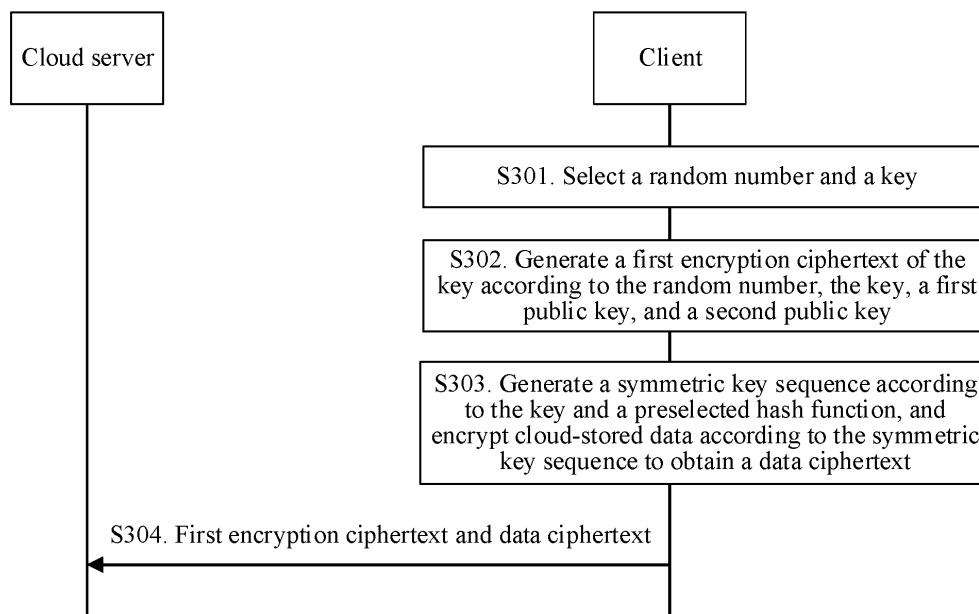 Cloud server
Client
S301. Select a random number and a key
S302. Generate a first encryption ciphertext of the
key according to the random number, the key, a first
public key, and a second public key
S303. Generate a symmetric key sequence according
to the key and a preselected hash function, and
encrypt cloud-stored data according to the symmetric
key sequence to obtain a data ciphertext
S304. First encryption ciphertext and data ciphertext